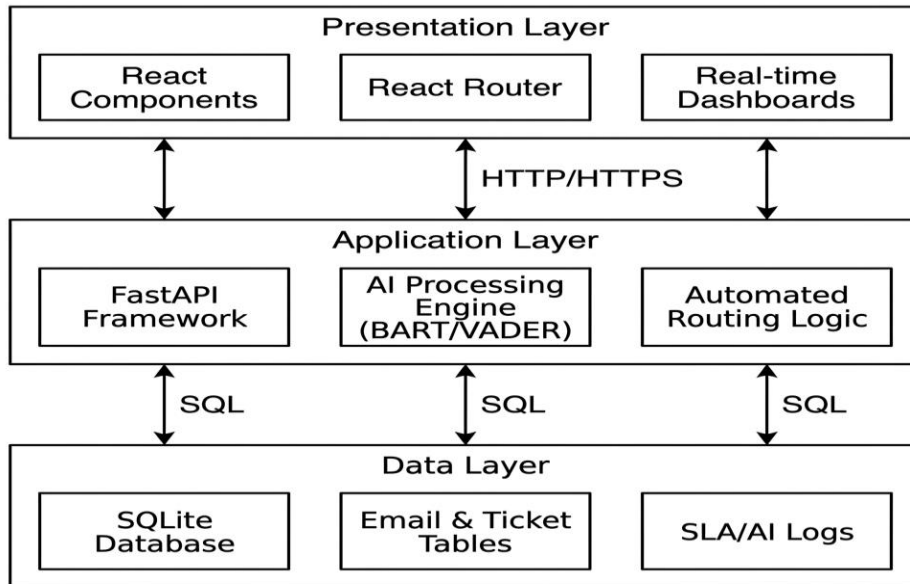 Presentation Layer
React
Components
React Router
Real-time
Dashboards
HTTP/HTTPS
Application Layer
FastAPI
Framework
AI Processing
Engine
(BART/VADER)
Automated
Routing Logic
SQL
SQL
SQL
Data Layer
SQLite
Database
Email & Ticket
Tables
SLA/AI Logs